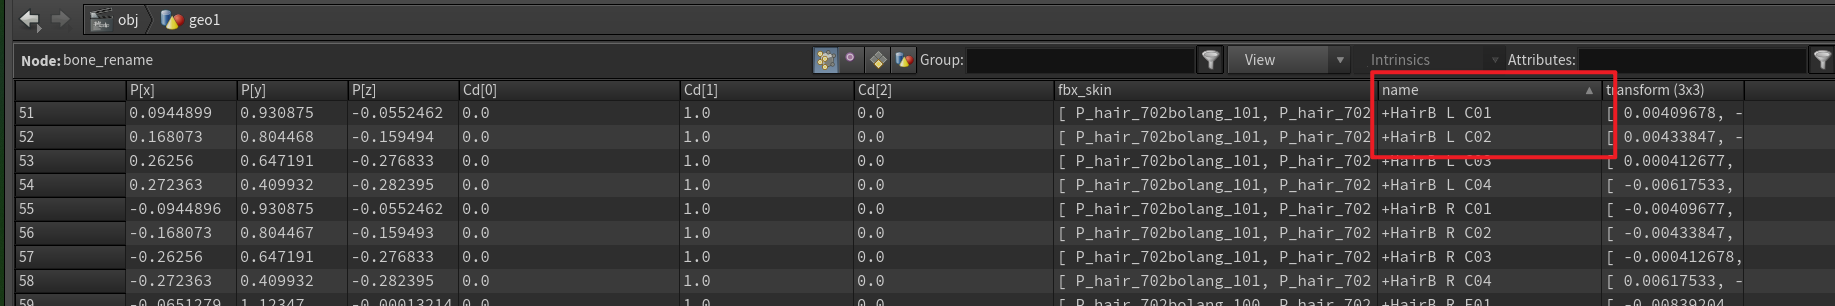 obj geo1
Node: bone_rename Group: View Intrinsics Attributes:
P[x] P[y] P[z] Cd[0] Cd[1] Cd[2] fbx_skin name transform (3x3)
51 0.0944899 0.930875 -0.0552462 0.0 1.0 0.0 [ P_hair_702bolang_101, P_hair_702 +HairB L C01 [ 0.00409678, -
52 0.168073 0.804468 -0.159494 0.0 1.0 0.0 [ P_hair_702bolang_101, P_hair_702 +HairB L C02 [ 0.00433847, -
53 0.26256 0.647191 -0.276833 0.0 1.0 0.0 [ P_hair_702bolang_101, P_hair_702 +HairB L C03 [ 0.000412677,
54 0.272363 0.409932 -0.282395 0.0 1.0 0.0 [ P_hair_702bolang_101, P_hair_702 +HairB L C04 [ -0.00617533,
55 -0.0944896 0.930875 -0.0552462 0.0 1.0 0.0 [ P_hair_702bolang_101, P_hair_702 +HairB R C01 [ -0.00409677,
56 -0.168073 0.804467 -0.159493 0.0 1.0 0.0 [ P_hair_702bolang_101, P_hair_702 +HairB R C02 [ -0.00433847,
57 -0.26256 0.647191 -0.276833 0.0 1.0 0.0 [ P_hair_702bolang_101, P_hair_702 +HairB R C03 [ -0.000412678,
58 -0.272363 0.409932 -0.282395 0.0 1.0 0.0 [ P_hair_702bolang_101, P_hair_702 +HairB R C04 [ 0.00617533, -
59 -0.0651279 1.12347 -0.00013214 0.0 1.0 0.0 [ P_hair_702bolang_100, P_hair_702 +HairB R